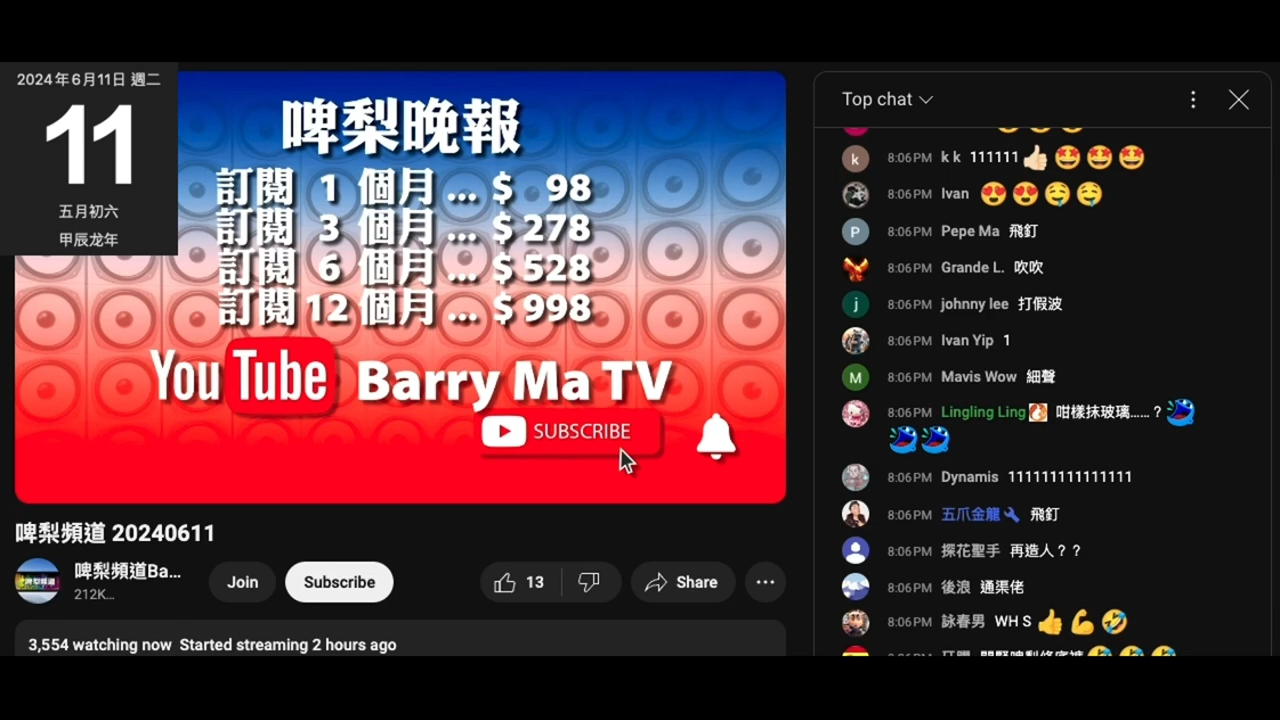 2024年6月11日 週二
11
五月初六
甲辰龙年
啤梨晚報
訂閱 1 個月 ... $ 98
訂閱 3 個月 ... $ 278
訂閱 6 個月 ... $ 528
訂閱 12 個月 ... $ 998
YouTube Barry Ma TV
SUBSCRIBE
啤梨頻道 20240611
啤梨頻道Ba...
212K...
Join
Subscribe
13
Share
3,554 watching now Started streaming 2 hours ago
Top chat
k
8:06PM k k 111111
8:06PM Ivan
P
8:06PM Pepe Ma 飛釘
8:06PM Grande L. 吹吹
j
8:06PM johnny lee 打假波
8:06PM Ivan Yip 1
M
8:06PM Mavis Wow 細聲
8:06PM Lingling Ling 咁樣抹玻璃......？
8:06PM Dynamis 111111111111111
8:06PM 五爪金龍 飛釘
8:06PM 探花聖手 再造人？？
8:06PM 後浪 通渠佬
8:06PM 詠春男 WH S